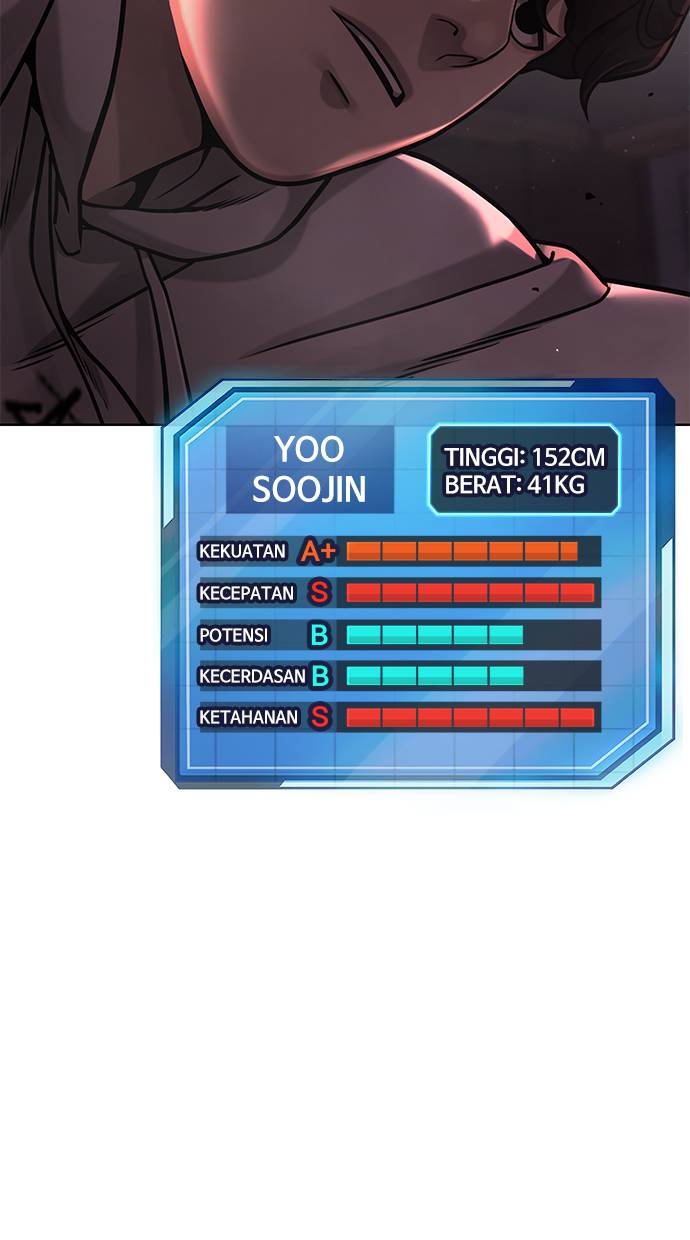 YOO
SOOJIN
TINGGI: 152CM
BERAT: 41KG
KEKUATAN A+
KECEPATAN S
POTENSI B
KECERDASAN B
KETAHANAN S